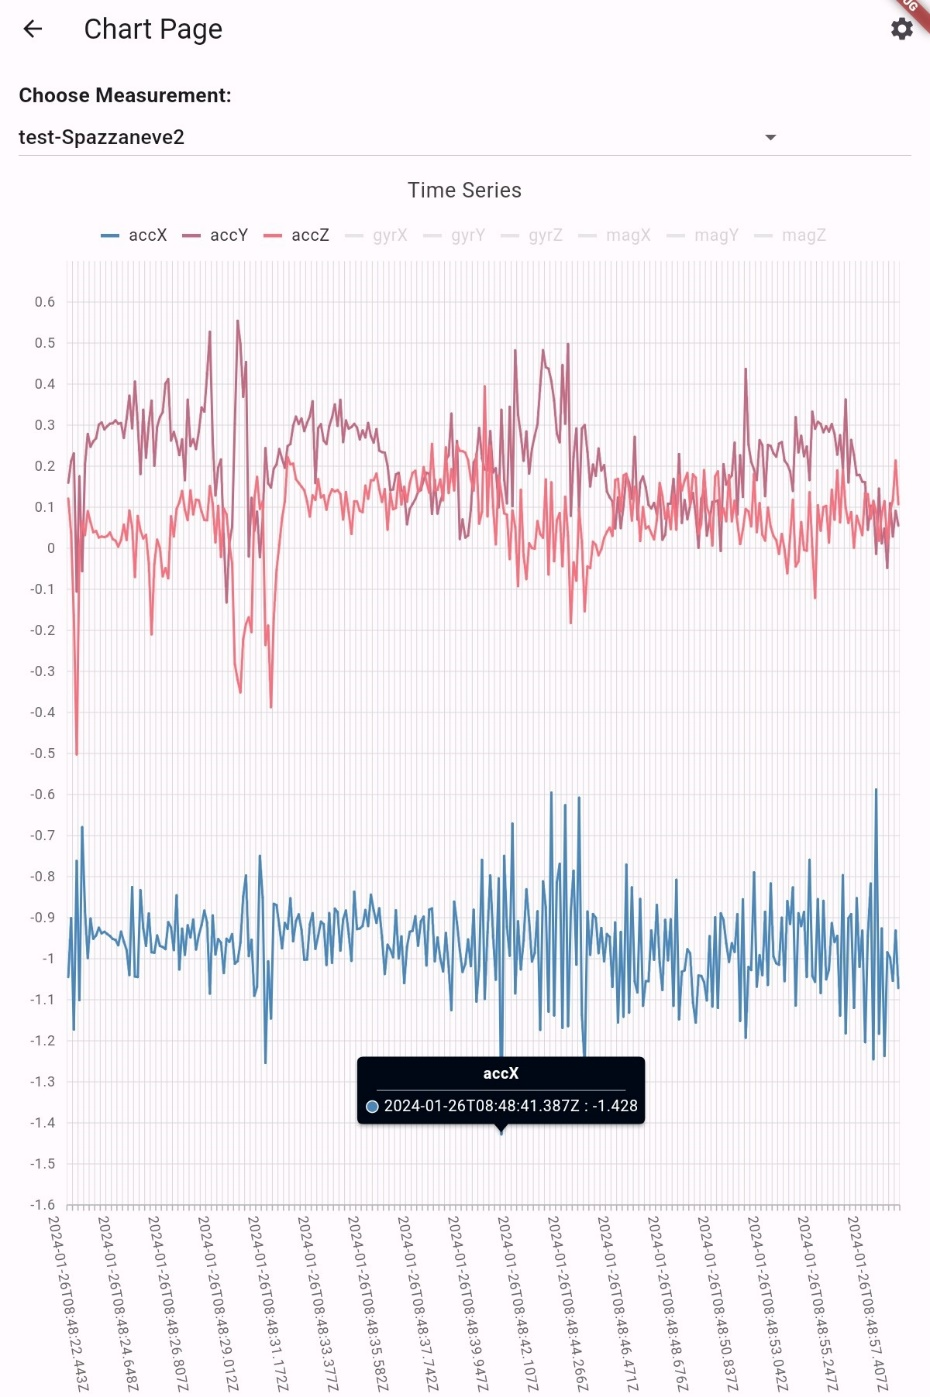 Chart Page
UG
Choose Measurement:
test-Spazzaneve2
Time Series
accX accY accZ gyrX gyrY gyrZ magX magY magZ
0.6
0.5
0.4
0.3
0.2
0.1
0
-0.1
-0.2
-0.3
-0.4
-0.5
-0.6
-0.7
-0.8
-0.9
-1
-1.1
-1.2
-1.3
-1.4
-1.5
-1.6
accX
2024-01-26T08:48:41.387Z : -1.428
2024-01-26T08:48:22.443Z
2024-01-26T08:48:24.648Z
2024-01-26T08:48:26.807Z
2024-01-26T08:48:29.012Z
2024-01-26T08:48:31.172Z
2024-01-26T08:48:33.377Z
2024-01-26T08:48:35.582Z
2024-01-26T08:48:37.742Z
2024-01-26T08:48:39.947Z
2024-01-26T08:48:42.107Z
2024-01-26T08:48:44.266Z
2024-01-26T08:48:46.471Z
2024-01-26T08:48:48.676Z
2024-01-26T08:48:50.837Z
2024-01-26T08:48:53.042Z
2024-01-26T08:48:55.247Z
2024-01-26T08:48:57.407Z